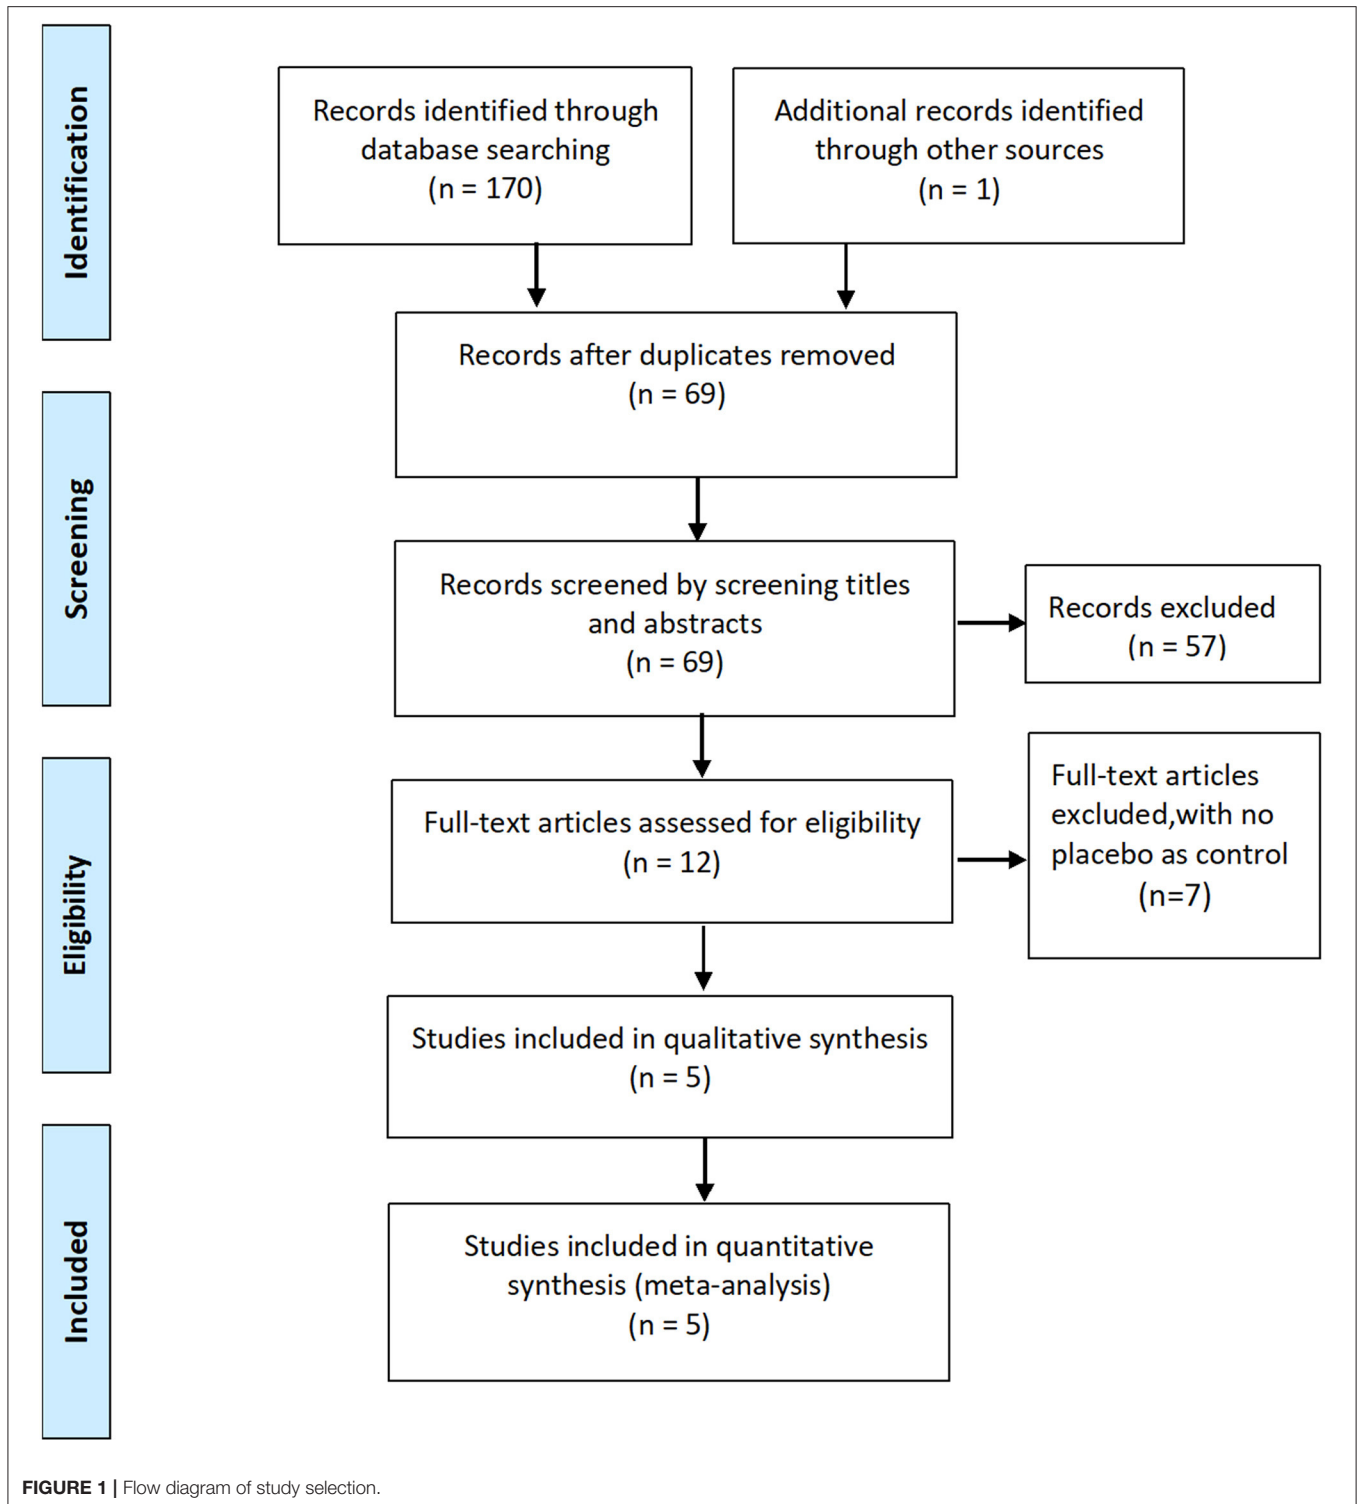 Identification
Records identified through
database searching
(n = 170)
Additional records identified
through other sources
(n = 1)
Records after duplicates removed
(n = 69)
Screening
Records screened by screening titles
and abstracts
(n = 69)
Records excluded
(n = 57)
Eligibility
Full-text articles assessed for eligibility
(n = 12)
Full-text articles
excluded,with no
placebo as control
(n=7)
Studies included in qualitative synthesis
(n = 5)
Included
Studies included in quantitative
synthesis (meta-analysis)
(n = 5)
FIGURE 1 | Flow diagram of study selection.